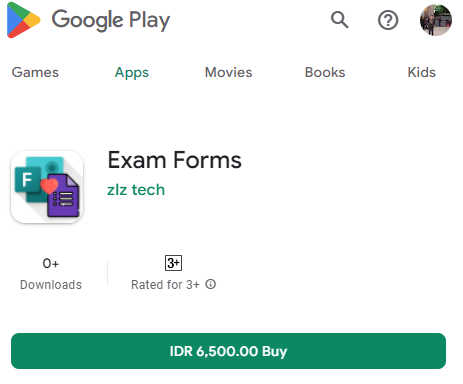 Google Play
Games Apps Movies Books Kids
F
Exam Forms
zlz tech
0+
Downloads
3+
Rated for 3+
IDR 6,500.00 Buy